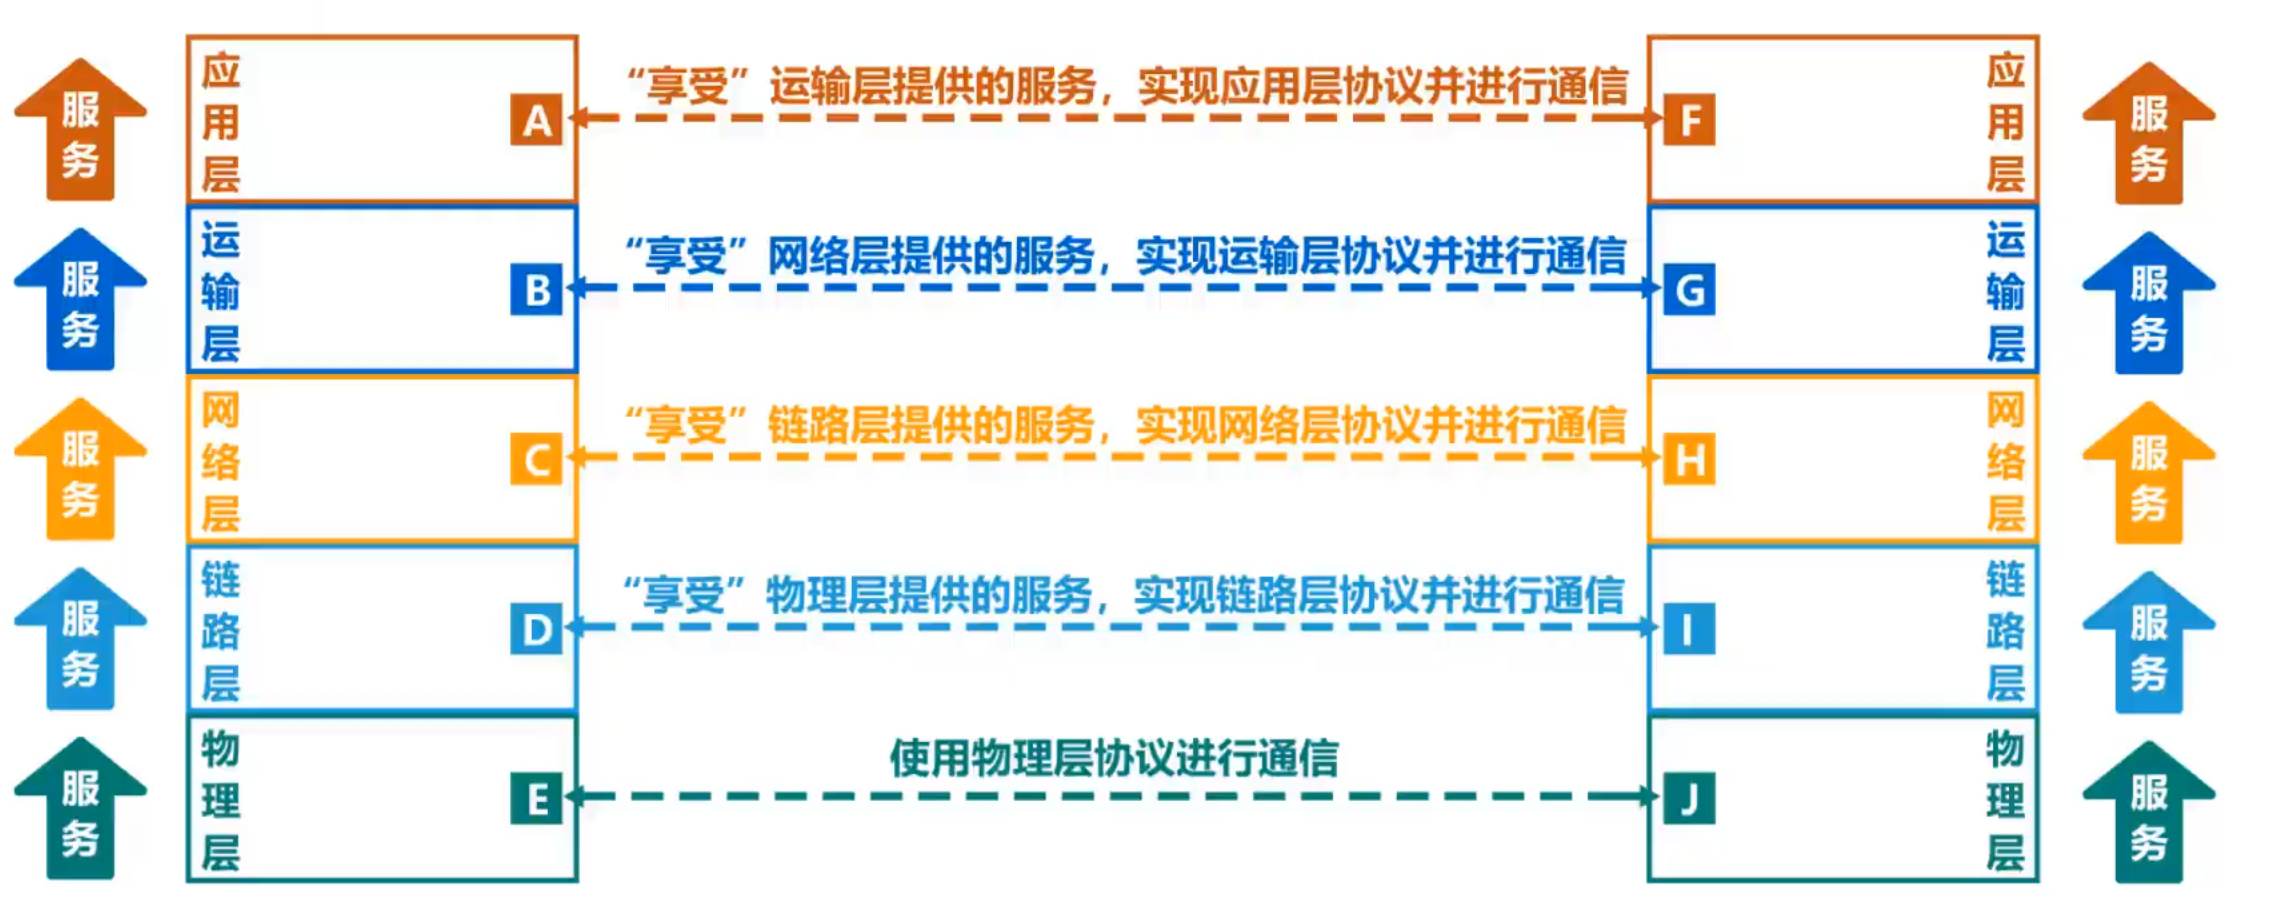 服务
应用层
A
“享受”运输层提供的服务，实现应用层协议并进行通信
F
应用层
服务
服务
运输层
B
“享受”网络层提供的服务，实现运输层协议并进行通信
G
运输层
服务
服务
网络层
C
“享受”链路层提供的服务，实现网络层协议并进行通信
H
网络层
服务
服务
链路层
D
“享受”物理层提供的服务，实现链路层协议并进行通信
I
链路层
服务
服务
物理层
E
使用物理层协议进行通信
J
物理层
服务